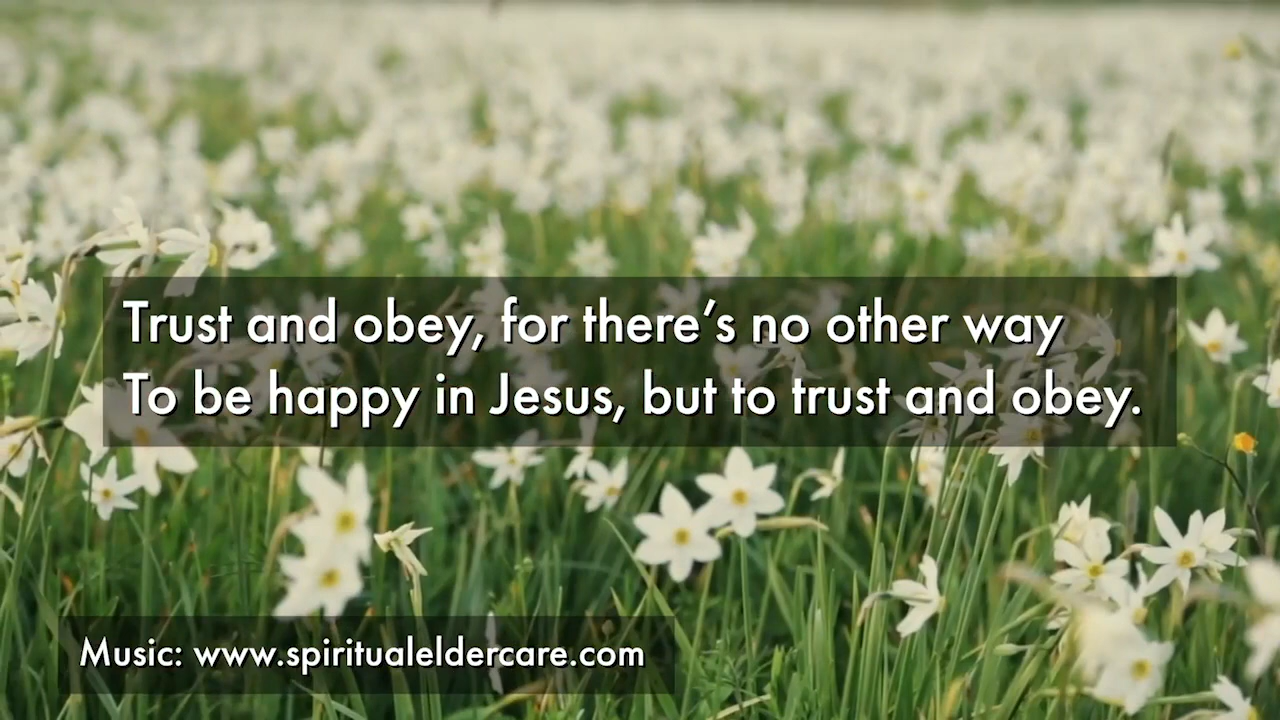 Trust and obey, for there’s no other way
To be happy in Jesus, but to trust and obey.
Music: www.spiritualeldercare.com